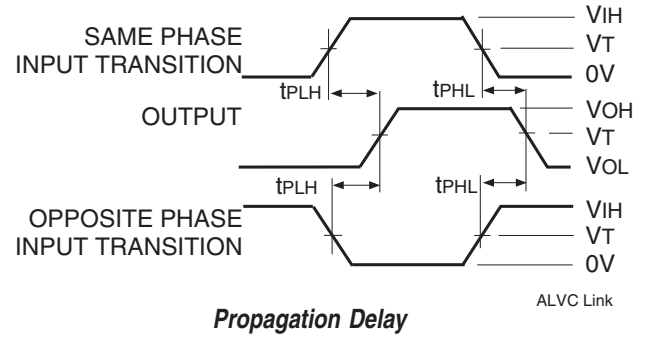 SAME PHASE
INPUT TRANSITION
VIH
VT
0V
tPLH
tPHL
OUTPUT
VOH
VT
VOL
tPLH
tPHL
OPPOSITE PHASE
INPUT TRANSITION
VIH
VT
0V
ALVC Link
Propagation Delay